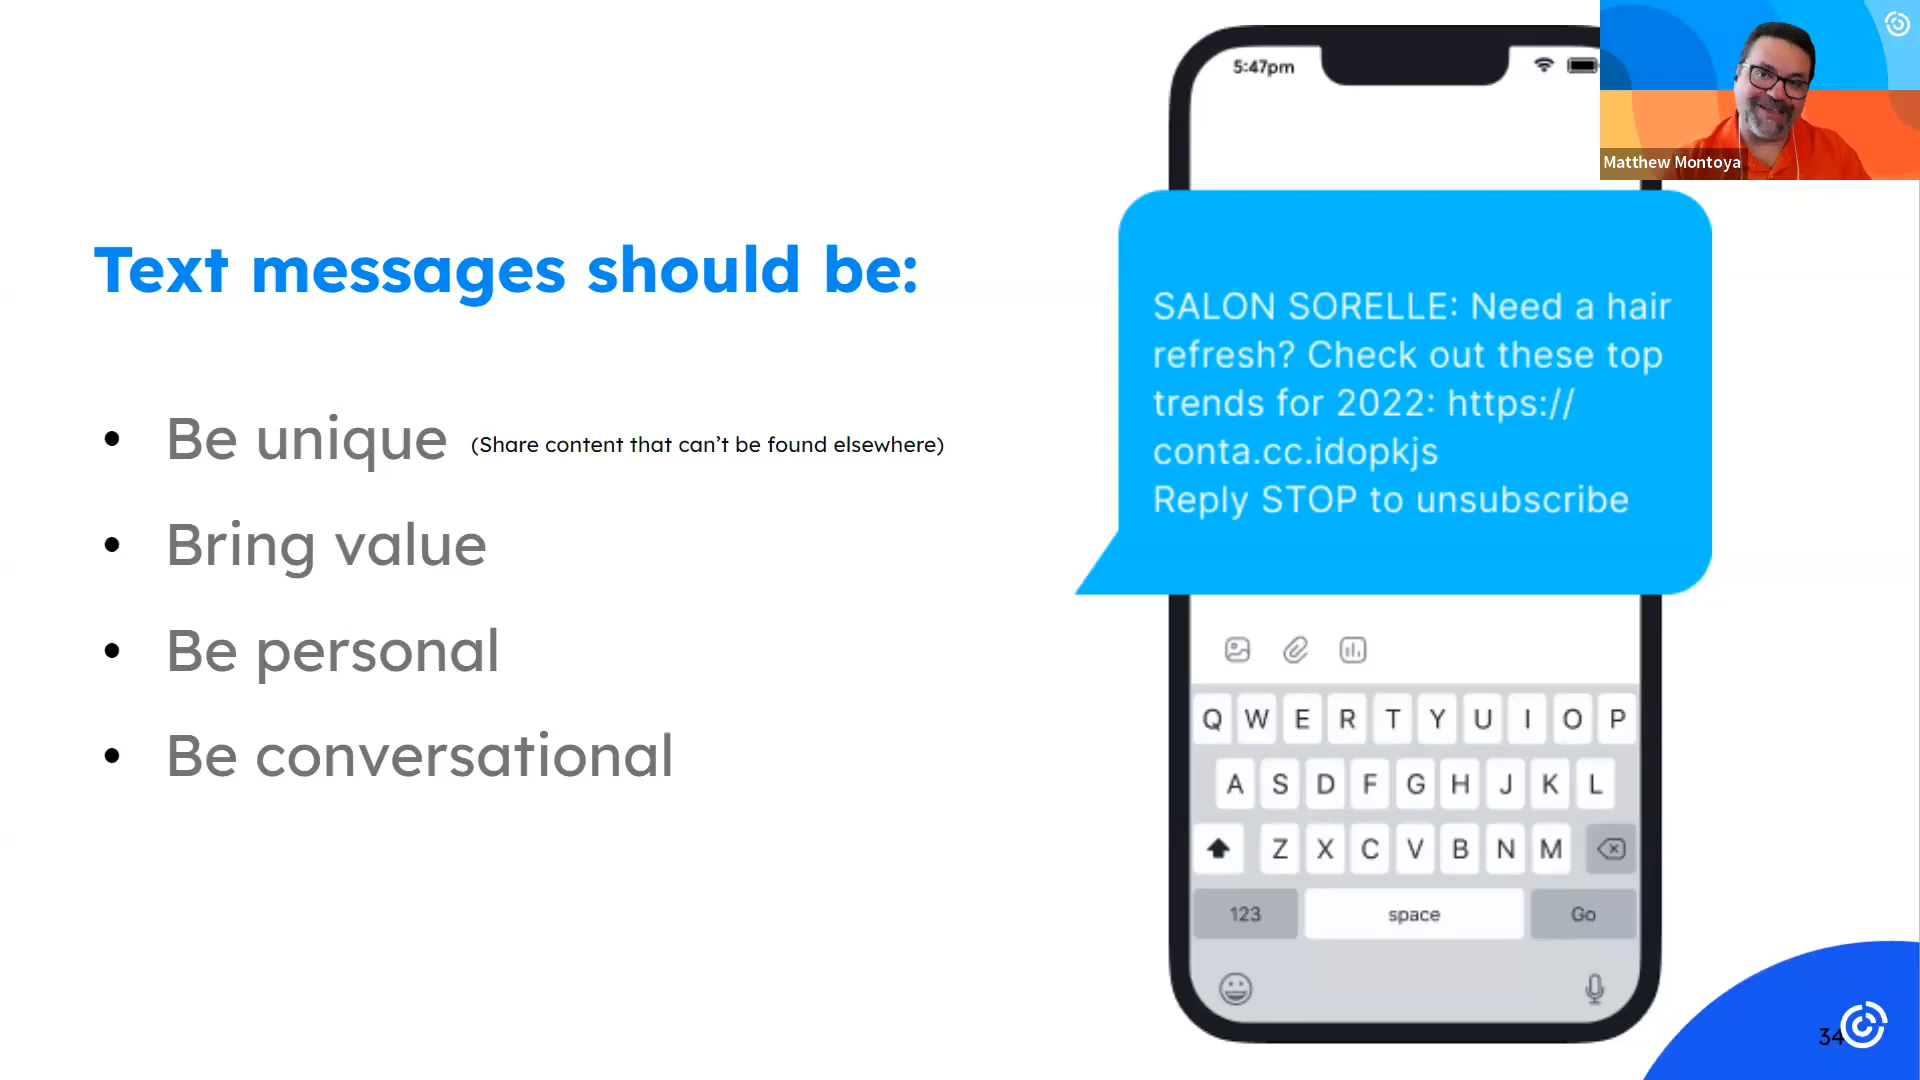 Text messages should be:
• Be unique (Share content that can’t be found elsewhere)
• Bring value
• Be personal
• Be conversational
5:47pm
Matthew Montoya
SALON SORELLE: Need a hair
refresh? Check out these top
trends for 2022: https://
conta.cc.idopkjs
Reply STOP to unsubscribe
Q W E R T Y U I O P
A S D F G H J K L
Z X C V B N M
123 space Go
34